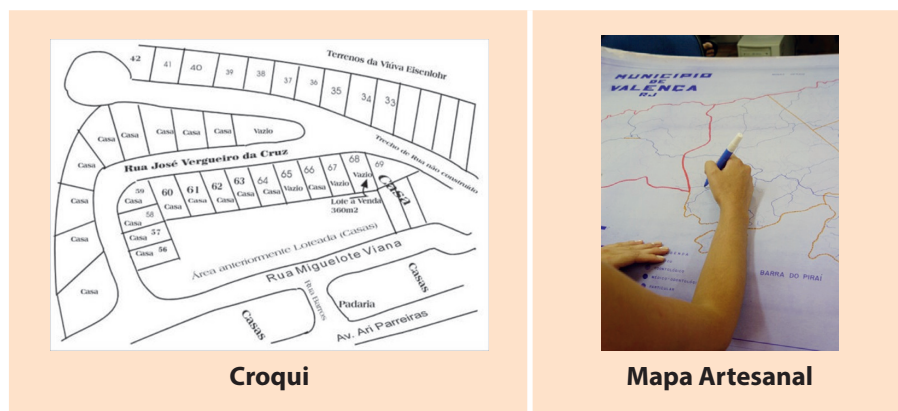 Terrenos da Viúva Eisenlohr
42 41 40 39 38 37 36 35 34 33
Trecho de Rua não construído
Casa Casa Casa Casa Casa Vazio
Casa
Rua José Vergueiro da Cruz
Casa
59 Casa
60 Casa
61 Casa
62 Casa
63 Casa
64 Casa
65 Vazio
66 Casa
67 Vazio
68 Vazio
69
Casa
Lote à Venda
360m2
Casa 58
Casa 57
Casa 56
Casa
Casa
Área anteriormente Loteada (Casas)
Rua Miguelote Viana
Rua Barros
Casas
Padaria
Casas
Av. Ari Parreiras
Croqui
MUNICIPIO
DE
VALENÇA
RJ
BARRA DO PIRAÍ
Mapa Artesanal